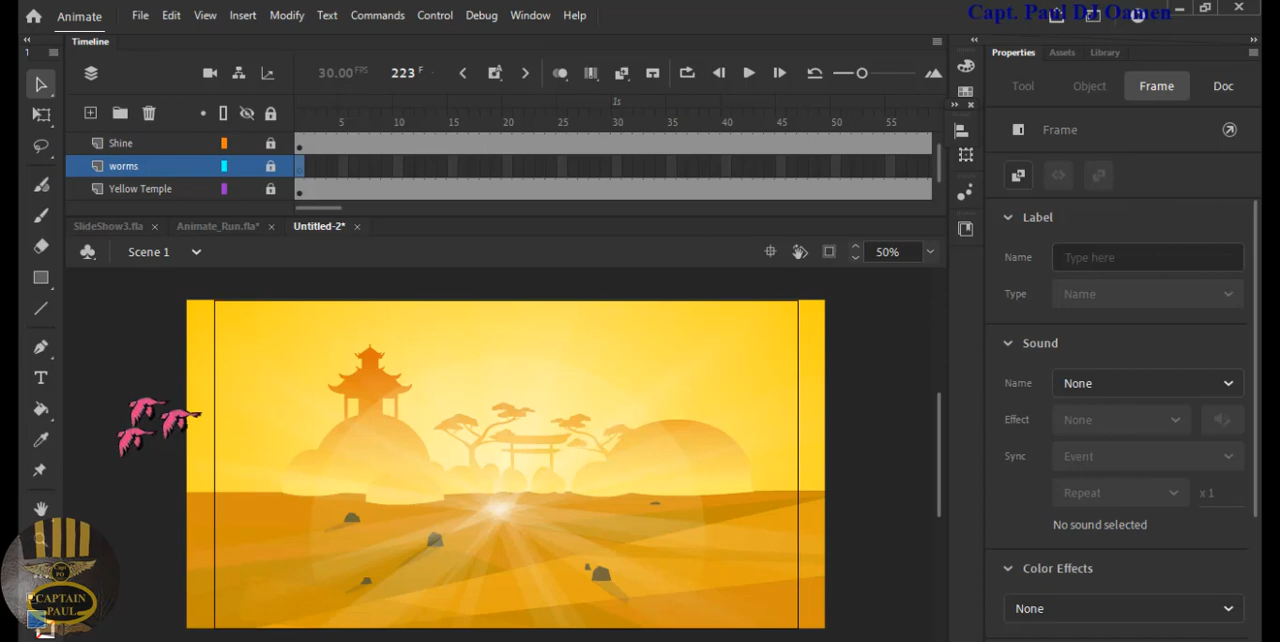 Animate File Edit View Insert Modify Text Commands Control Debug Window Help
Capt. Paul DJ Oamen
Timeline
1
30.00 FPS 223 F
1s
5 10 15 20 25 30 35 40 45 50 55
Shine
worms
Yellow Temple
SlideShow3.fla × Animate_Run.fla* × Untitled-2* ×
Scene 1
50%
Properties Assets Library
Tool Object Frame Doc
Frame
Label
Name Type here
Type Name
Sound
Name None
Effect None
Sync Event
Repeat x 1
No sound selected
Color Effects
None
Capt
PO
CAPTAIN
PAUL